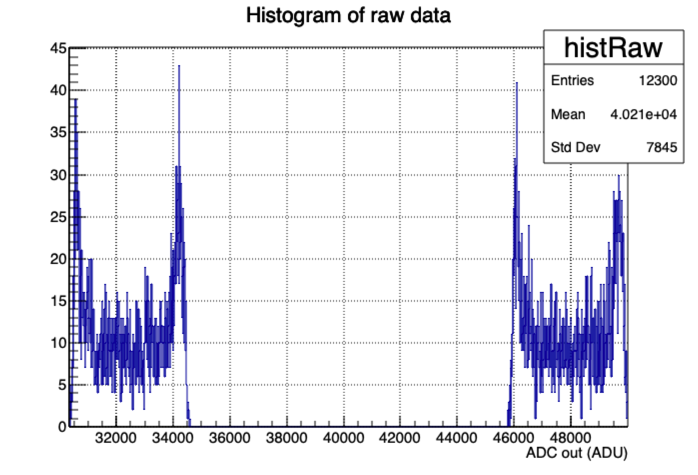 Histogram of raw data
histRaw
Entries 12300
Mean 4.021e+04
Std Dev 7845
45
40
35
30
25
20
15
10
5
0
32000 34000 36000 38000 40000 42000 44000 46000 48000
ADC out (ADU)